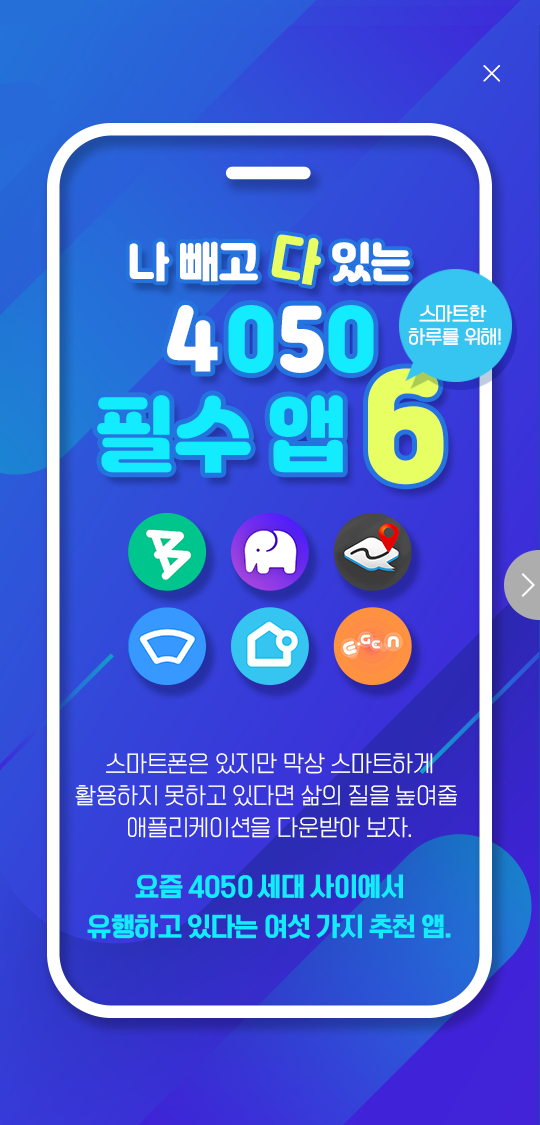 나 빼고 다 있는
4050
필수 앱 6
스마트한
하루를 위해!
E-GEN
스마트폰은 있지만 막상 스마트하게
활용하지 못하고 있다면 삶의 질을 높여줄
애플리케이션을 다운받아 보자.
요즘 4050 세대 사이에서
유행하고 있다는 여섯 가지 추천 앱.